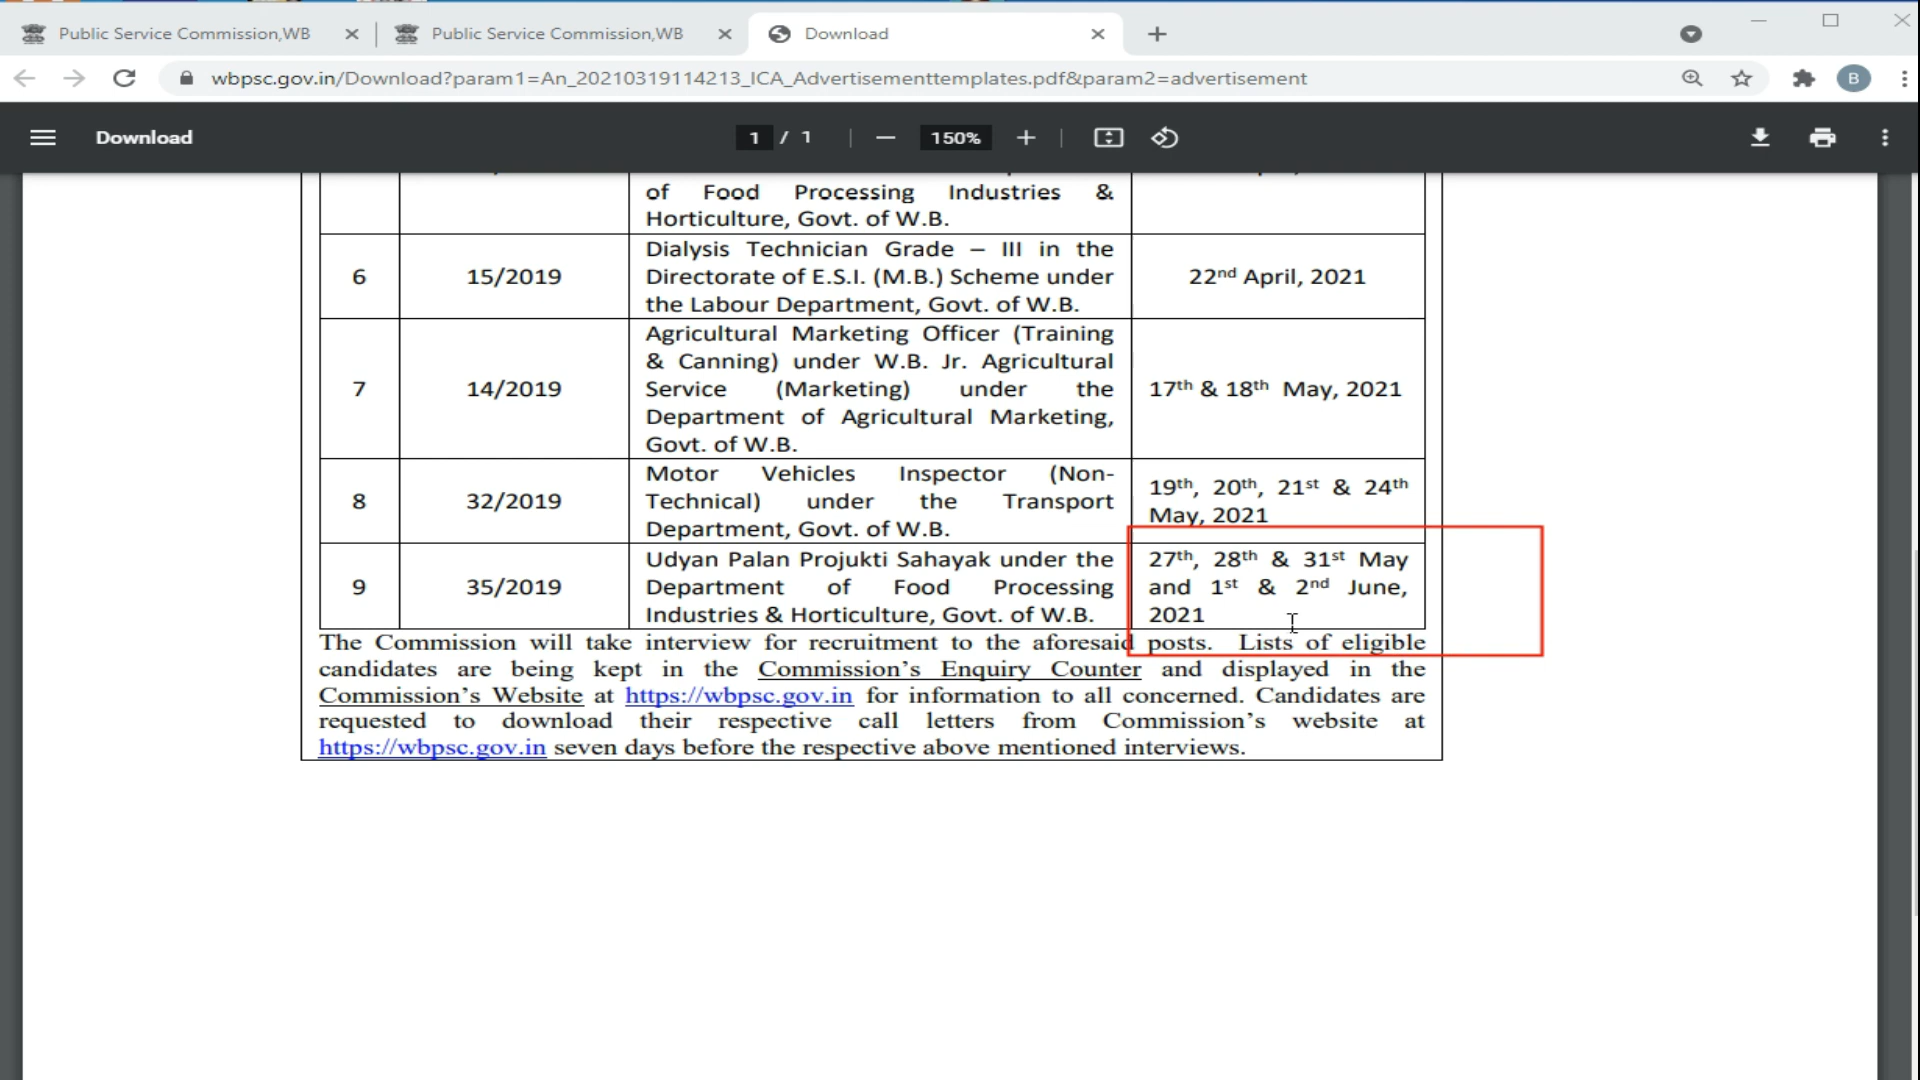 Public Service Commission,WB
Public Service Commission,WB
Download
wbpsc.gov.in/Download?param1=An_20210319114213_ICA_Advertisementtemplates.pdf&param2=advertisement
B
Download
1 / 1
150%
of Food Processing Industries &
Horticulture, Govt. of W.B.
6
15/2019
Dialysis Technician Grade – III in the
Directorate of E.S.I. (M.B.) Scheme under
the Labour Department, Govt. of W.B.
22nd April, 2021
7
14/2019
Agricultural Marketing Officer (Training
& Canning) under W.B. Jr. Agricultural
Service (Marketing) under the
Department of Agricultural Marketing,
Govt. of W.B.
17th & 18th May, 2021
8
32/2019
Motor Vehicles Inspector (Non-
Technical) under the Transport
Department, Govt. of W.B.
19th, 20th, 21st & 24th
May, 2021
9
35/2019
Udyan Palan Projukti Sahayak under the
Department of Food Processing
Industries & Horticulture, Govt. of W.B.
27th, 28th & 31st May
and 1st & 2nd June,
2021
The Commission will take interview for recruitment to the aforesaid posts. Lists of eligible
candidates are being kept in the Commission’s Enquiry Counter and displayed in the
Commission’s Website at https://wbpsc.gov.in for information to all concerned. Candidates are
requested to download their respective call letters from Commission’s website at
https://wbpsc.gov.in seven days before the respective above mentioned interviews.